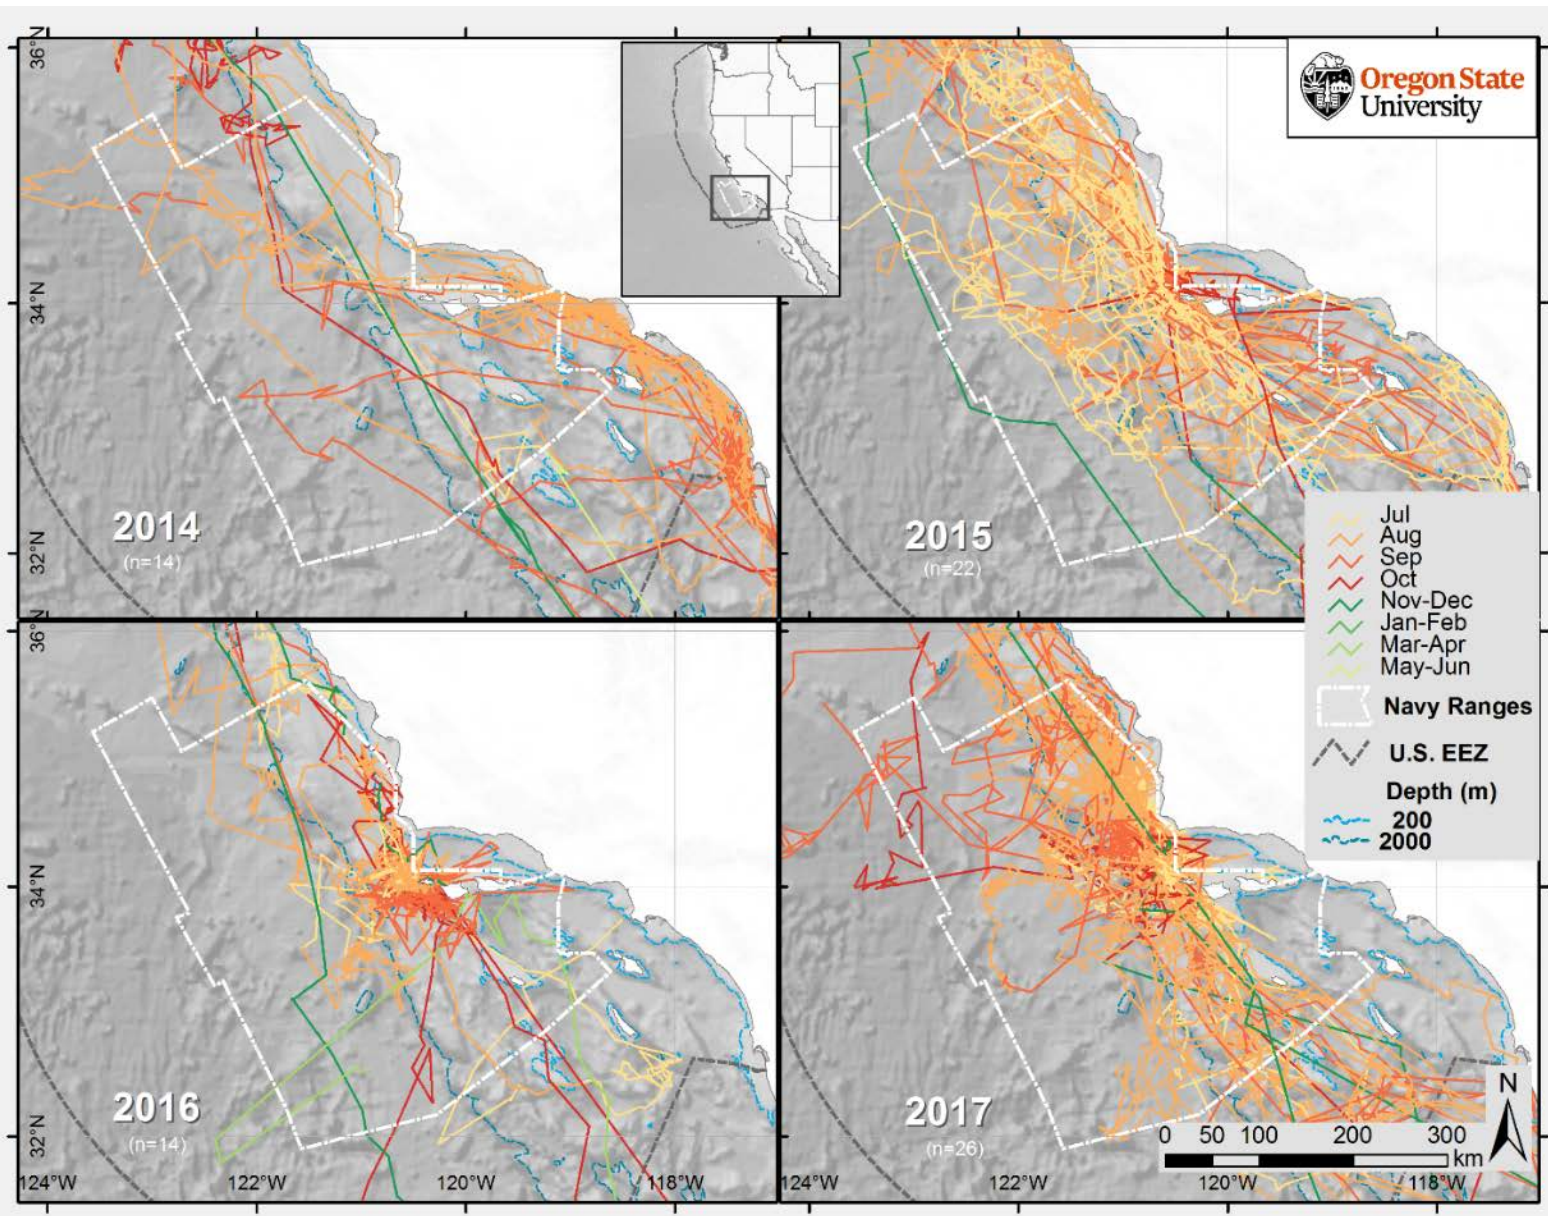 36°N
34°N
32°N
2014
(n=14)
Oregon State
University
2015
(n=22)
Jul
Aug
Sep
Oct
Nov-Dec
Jan-Feb
Mar-Apr
May-Jun
Navy Ranges
U.S. EEZ
Depth (m)
200
2000
36°N
34°N
32°N
2016
(n=14)
124°W
122°W
120°W
118°W
2017
(n=26)
N
0 50 100 200 300
km
124°W
122°W
120°W
118°W